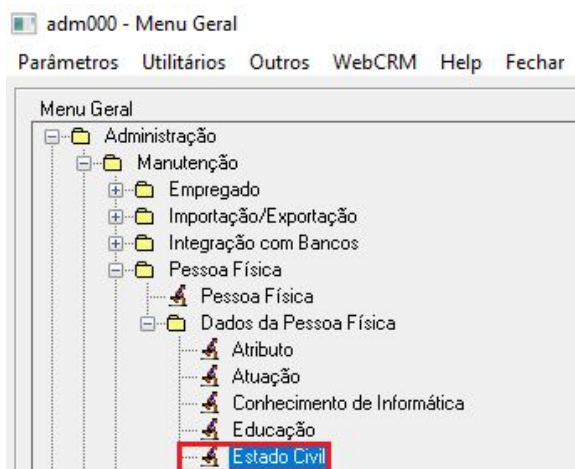 adm000 - Menu Geral
Parâmetros Utilitários Outros WebCRM Help Fechar
Menu Geral
Administração
Manutenção
Empregado
Importação/Exportação
Integração com Bancos
Pessoa Física
Pessoa Física
Dados da Pessoa Física
Atributo
Atuação
Conhecimento de Informática
Educação
Estado Civil